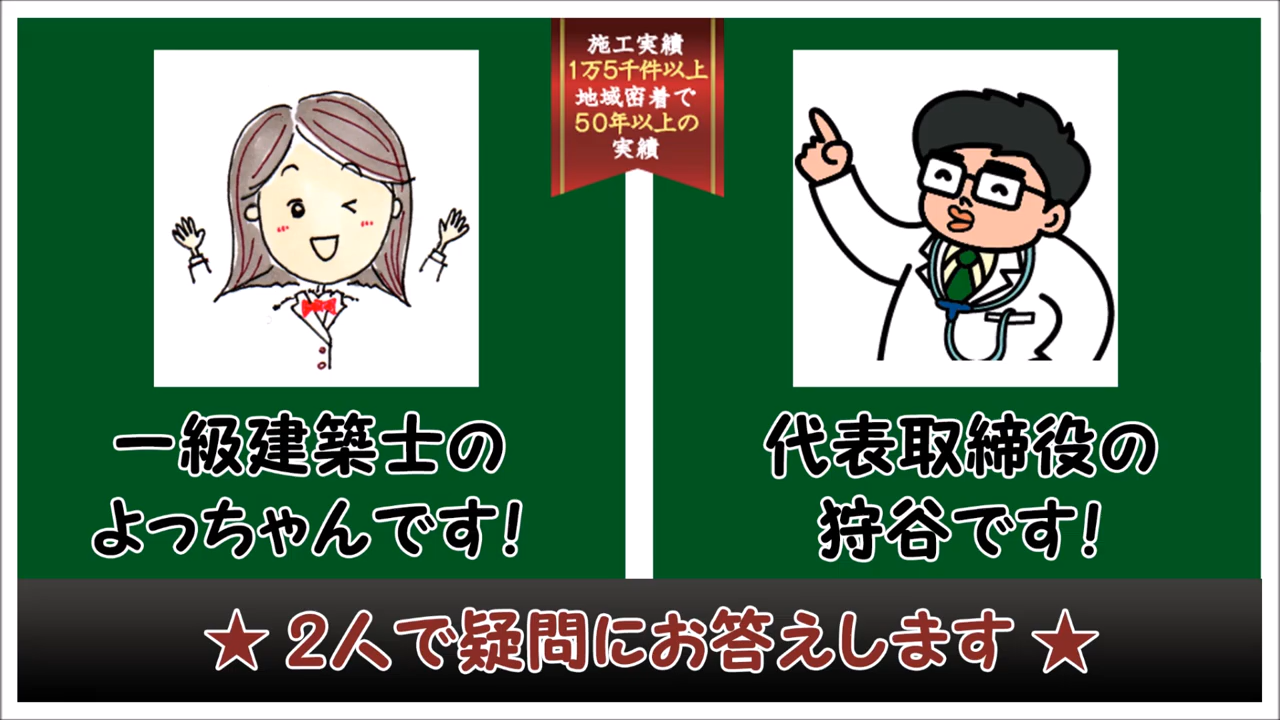 施工実績
1万5千件以上
地域密着で
50年以上の
実績
一級建築士の
よっちゃんです!
代表取締役の
狩谷です!
★ 2人で疑問にお答えします ★